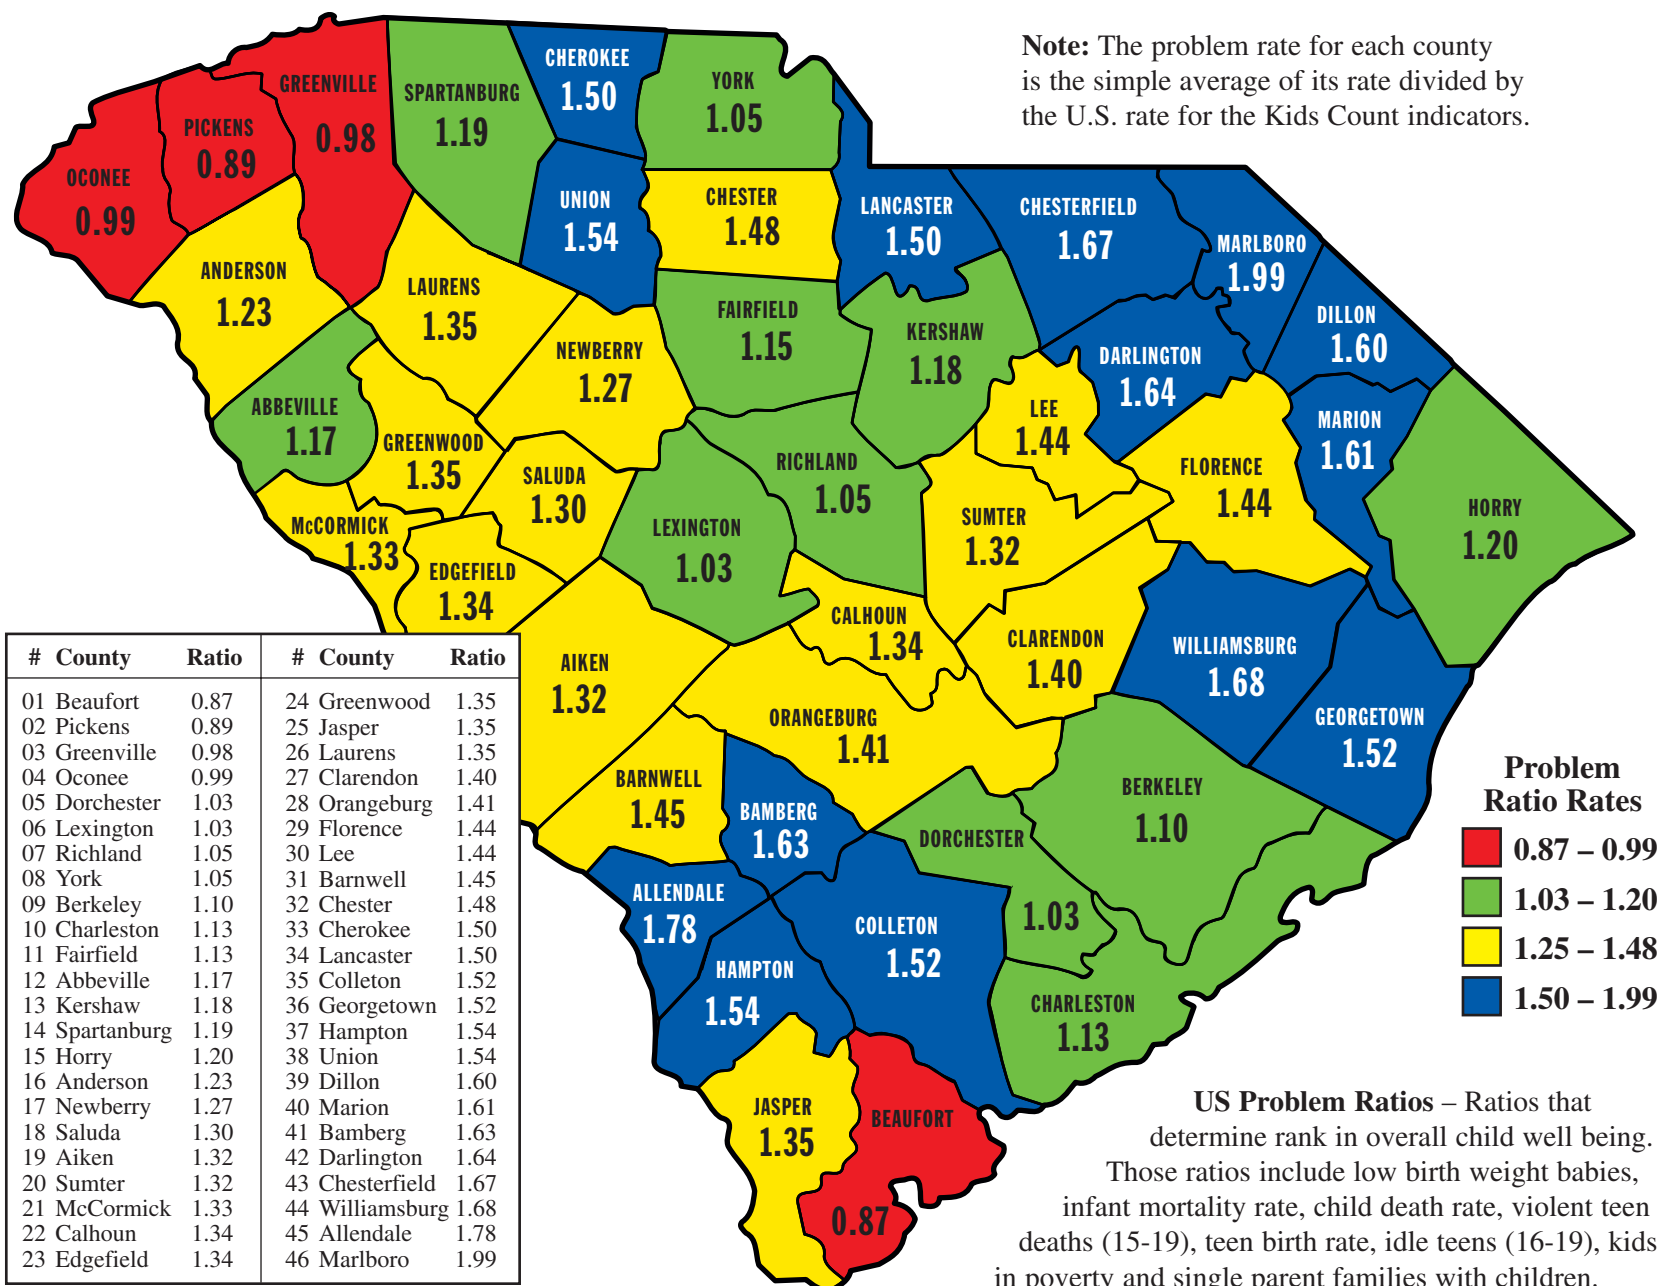 Note: The problem rate for each county
is the simple average of its rate divided by
the U.S. rate for the Kids Count indicators.
GREENVILLE
0.98
PICKENS
0.89
OCONEE
0.99
SPARTANBURG
1.19
CHEROKEE
1.50
YORK
1.05
UNION
1.54
CHESTER
1.48
LANCASTER
1.50
CHESTERFIELD
1.67
MARLBORO
1.99
DILLON
1.60
ANDERSON
1.23
LAURENS
1.35
NEWBERRY
1.27
FAIRFIELD
1.15
KERSHAW
1.18
DARLINGTON
1.64
LEE
1.44
MARION
1.61
ABBEVILLE
1.17
GREENWOOD
1.35
SALUDA
1.30
RICHLAND
1.05
FLORENCE
1.44
HORRY
1.20
McCORMICK
1.33
EDGEFIELD
1.34
LEXINGTON
1.03
SUMTER
1.32
CALHOUN
1.34
CLARENDON
1.40
WILLIAMSBURG
1.68
AIKEN
1.32
ORANGEBURG
1.41
GEORGETOWN
1.52
BARNWELL
1.45
BAMBERG
1.63
BERKELEY
1.10
DORCHESTER
1.03
ALLENDALE
1.78
COLLETON
1.52
HAMPTON
1.54
CHARLESTON
1.13
JASPER
1.35
BEAUFORT
0.87
# County Ratio # County Ratio
01 Beaufort 0.87 24 Greenwood 1.35
02 Pickens 0.89 25 Jasper 1.35
03 Greenville 0.98 26 Laurens 1.35
04 Oconee 0.99 27 Clarendon 1.40
05 Dorchester 1.03 28 Orangeburg 1.41
06 Lexington 1.03 29 Florence 1.44
07 Richland 1.05 30 Lee 1.44
08 York 1.05 31 Barnwell 1.45
09 Berkeley 1.10 32 Chester 1.48
10 Charleston 1.13 33 Cherokee 1.50
11 Fairfield 1.13 34 Lancaster 1.50
12 Abbeville 1.17 35 Colleton 1.52
13 Kershaw 1.18 36 Georgetown 1.52
14 Spartanburg 1.19 37 Hampton 1.54
15 Horry 1.20 38 Union 1.54
16 Anderson 1.23 39 Dillon 1.60
17 Newberry 1.27 40 Marion 1.61
18 Saluda 1.30 41 Bamberg 1.63
19 Aiken 1.32 42 Darlington 1.64
20 Sumter 1.32 43 Chesterfield 1.67
21 McCormick 1.33 44 Williamsburg 1.68
22 Calhoun 1.34 45 Allendale 1.78
23 Edgefield 1.34 46 Marlboro 1.99
Problem
Ratio Rates
0.87 – 0.99
1.03 – 1.20
1.25 – 1.48
1.50 – 1.99
US Problem Ratios – Ratios that
determine rank in overall child well being.
Those ratios include low birth weight babies,
infant mortality rate, child death rate, violent teen
deaths (15-19), teen birth rate, idle teens (16-19), kids
in poverty and single parent families with children.